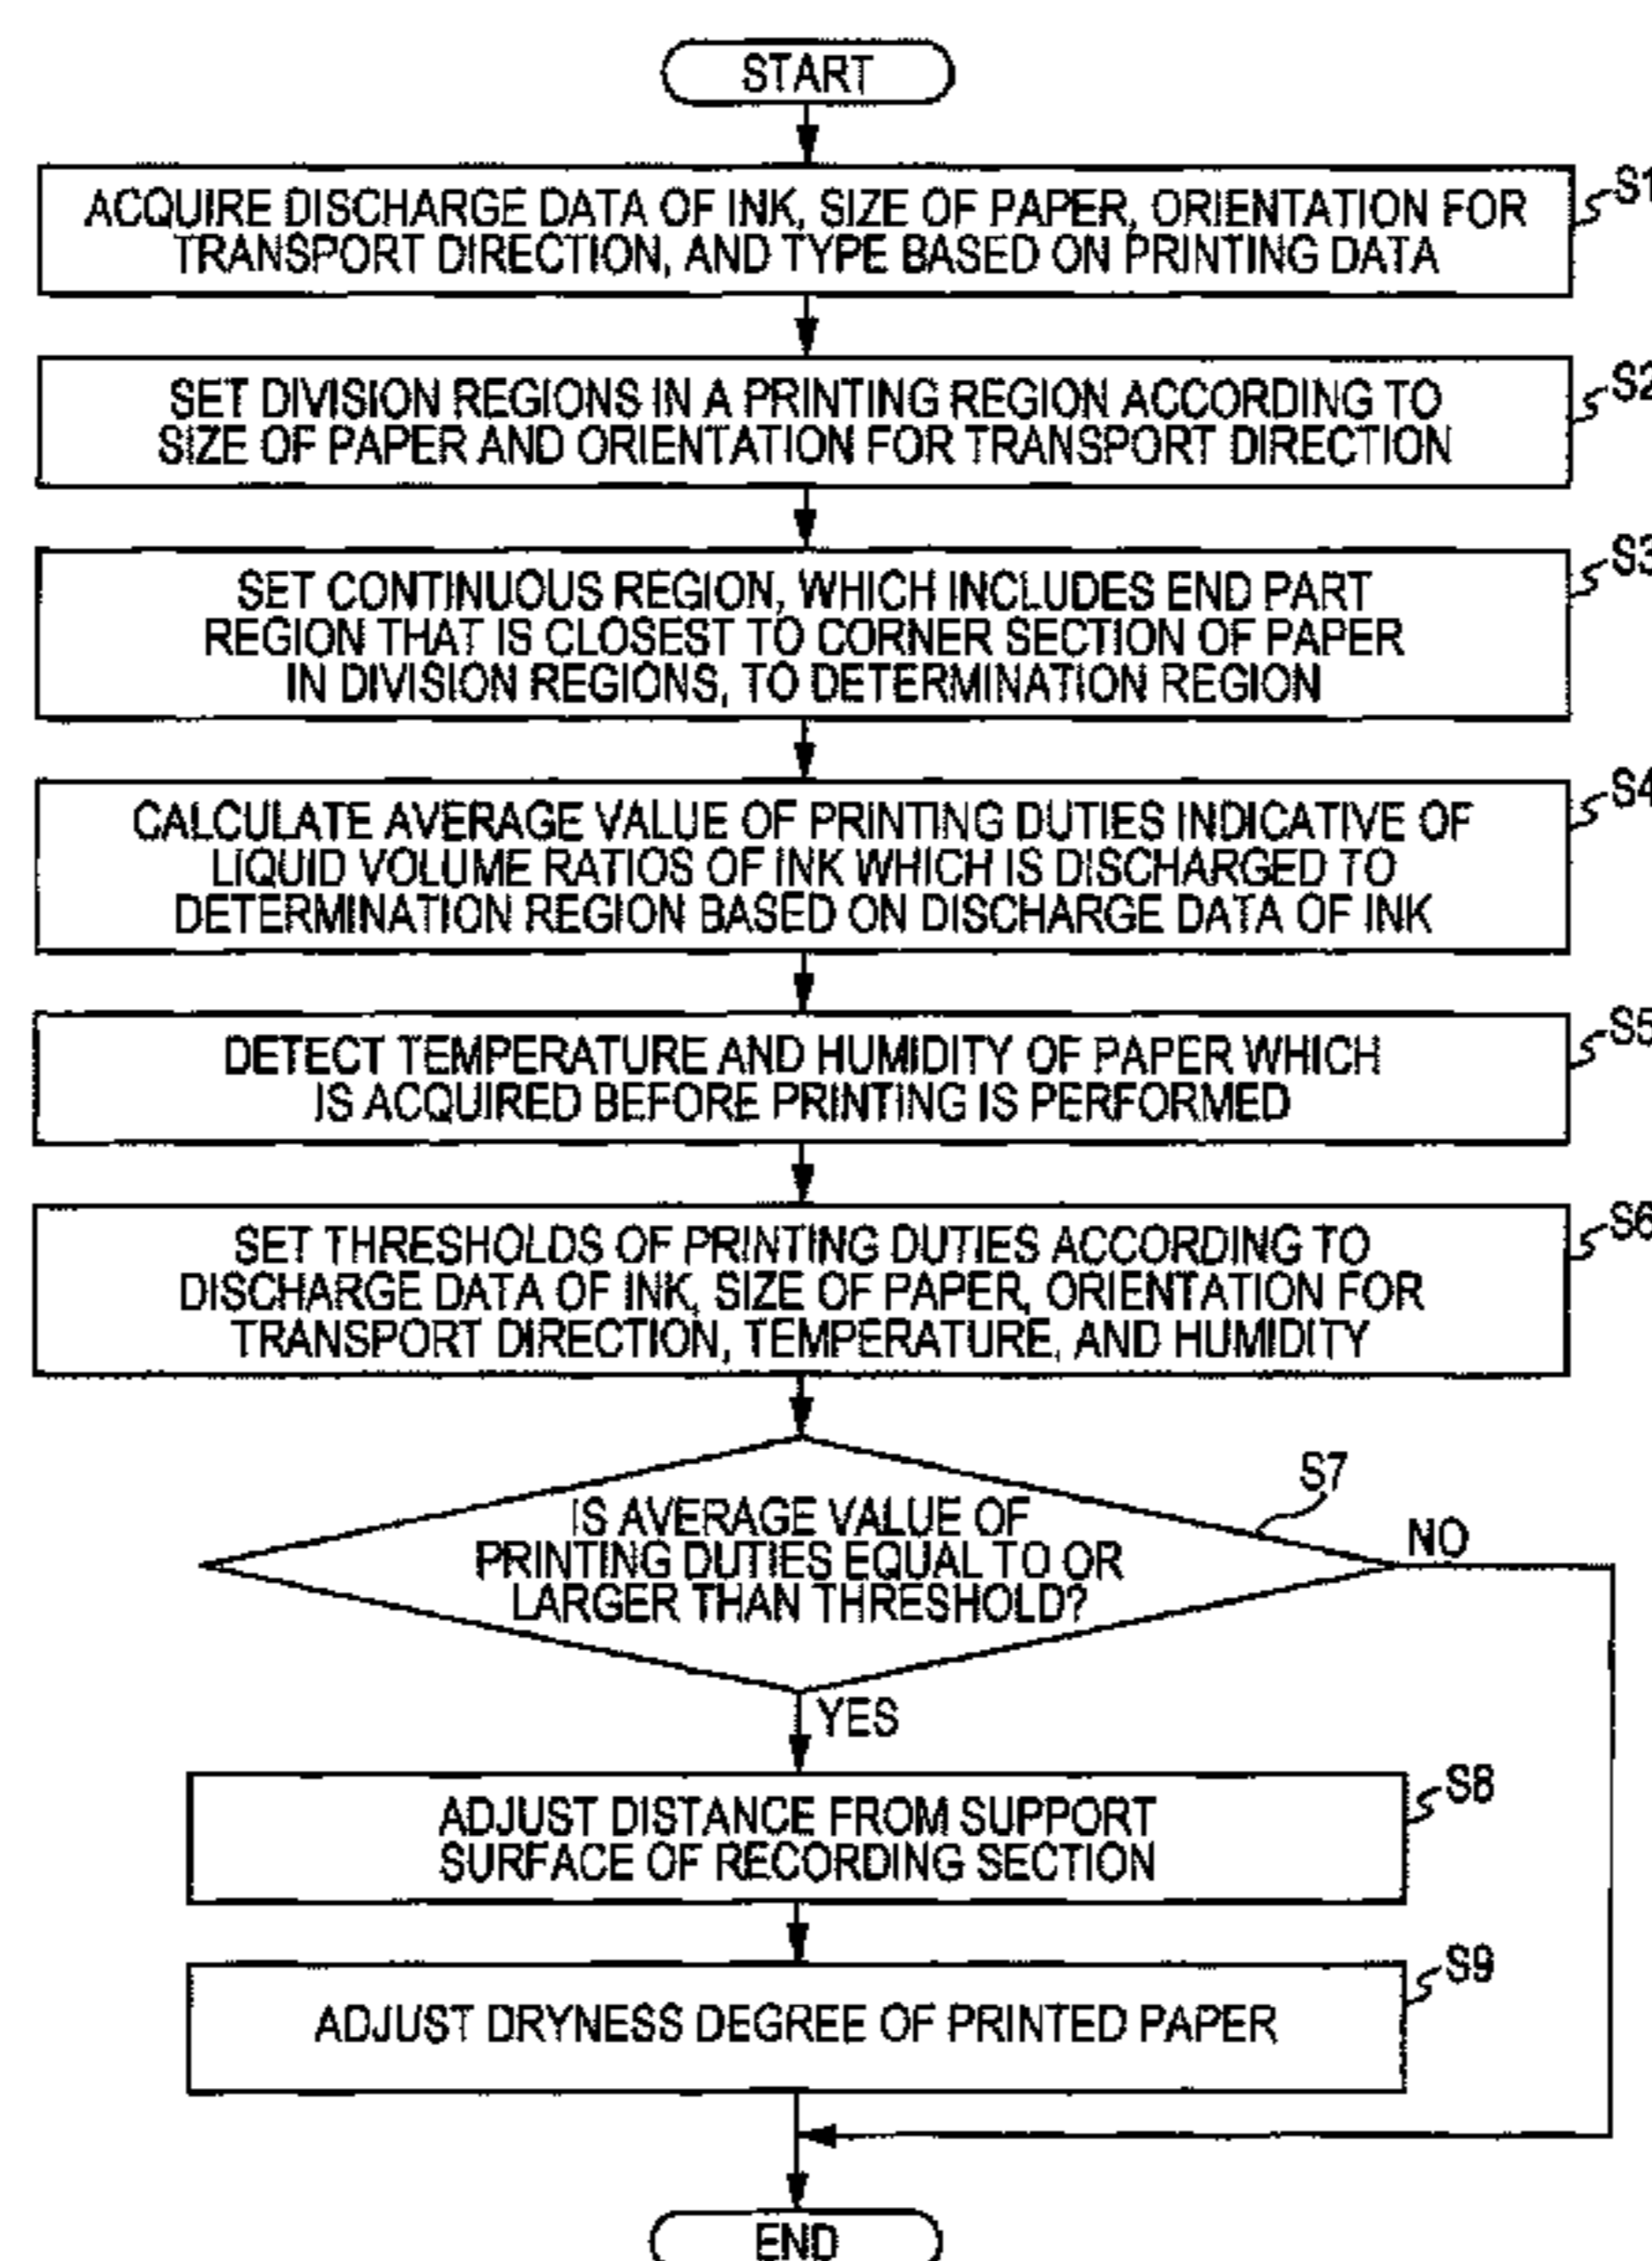 START
S1
ACQUIRE DISCHARGE DATA OF INK, SIZE OF PAPER, ORIENTATION FOR
TRANSPORT DIRECTION, AND TYPE BASED ON PRINTING DATA
S2
SET DIVISION REGIONS IN A PRINTING REGION ACCORDING TO
SIZE OF PAPER AND ORIENTATION FOR TRANSPORT DIRECTION
S3
SET CONTINUOUS REGION, WHICH INCLUDES END PART
REGION THAT IS CLOSEST TO CORNER SECTION OF PAPER
IN DIVISION REGIONS, TO DETERMINATION REGION
S4
CALCULATE AVERAGE VALUE OF PRINTING DUTIES INDICATIVE OF
LIQUID VOLUME RATIOS OF INK WHICH IS DISCHARGED TO
DETERMINATION REGION BASED ON DISCHARGE DATA OF INK
S5
DETECT TEMPERATURE AND HUMIDITY OF PAPER WHICH
IS ACQUIRED BEFORE PRINTING IS PERFORMED
S6
SET THRESHOLDS OF PRINTING DUTIES ACCORDING TO
DISCHARGE DATA OF INK, SIZE OF PAPER, ORIENTATION FOR
TRANSPORT DIRECTION, TEMPERATURE, AND HUMIDITY
S7
IS AVERAGE VALUE OF
PRINTING DUTIES EQUAL TO OR
LARGER THAN THRESHOLD?
NO
YES
S8
ADJUST DISTANCE FROM SUPPORT
SURFACE OF RECORDING SECTION
S9
ADJUST DRYNESS DEGREE OF PRINTED PAPER
END